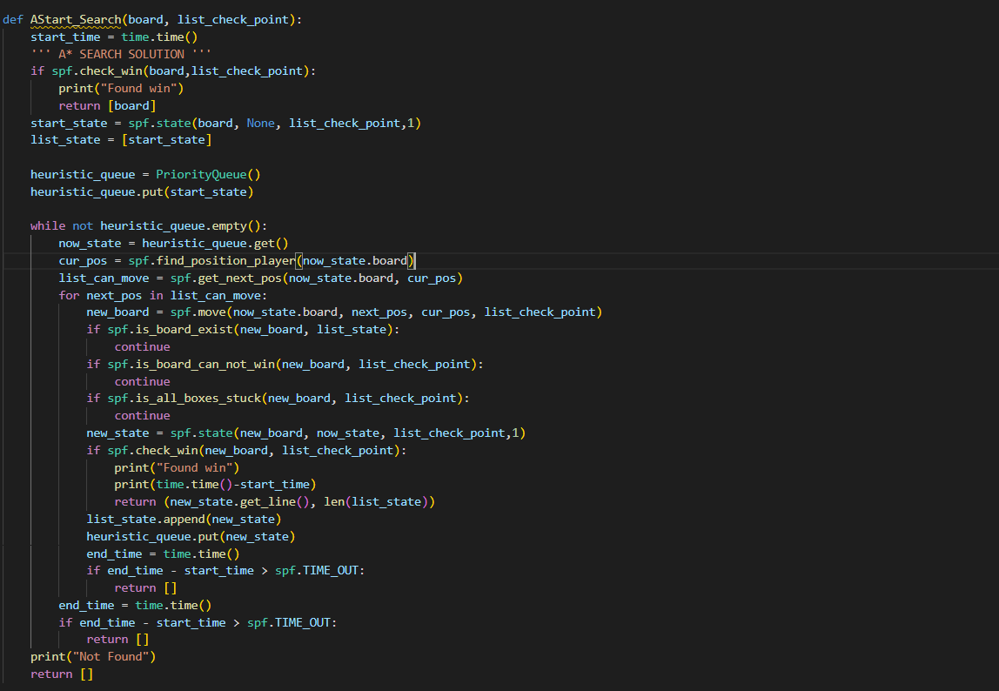 def AStart_Search(board, list_check_point):
    start_time = time.time()
    ''' A* SEARCH SOLUTION '''
    if spf.check_win(board,list_check_point):
        print("Found win")
        return [board]
    start_state = spf.state(board, None, list_check_point,1)
    list_state = [start_state]

    heuristic_queue = PriorityQueue()
    heuristic_queue.put(start_state)

    while not heuristic_queue.empty():
        now_state = heuristic_queue.get()
        cur_pos = spf.find_position_player(now_state.board)
        list_can_move = spf.get_next_pos(now_state.board, cur_pos)
        for next_pos in list_can_move:
            new_board = spf.move(now_state.board, next_pos, cur_pos, list_check_point)
            if spf.is_board_exist(new_board, list_state):
                continue
            if spf.is_board_can_not_win(new_board, list_check_point):
                continue
            if spf.is_all_boxes_stuck(new_board, list_check_point):
                continue
            new_state = spf.state(new_board, now_state, list_check_point,1)
            if spf.check_win(new_board, list_check_point):
                print("Found win")
                print(time.time()-start_time)
                return (new_state.get_line(), len(list_state))
            list_state.append(new_state)
            heuristic_queue.put(new_state)
            end_time = time.time()
            if end_time - start_time > spf.TIME_OUT:
                return []
        end_time = time.time()
        if end_time - start_time > spf.TIME_OUT:
            return []
    print("Not Found")
    return []